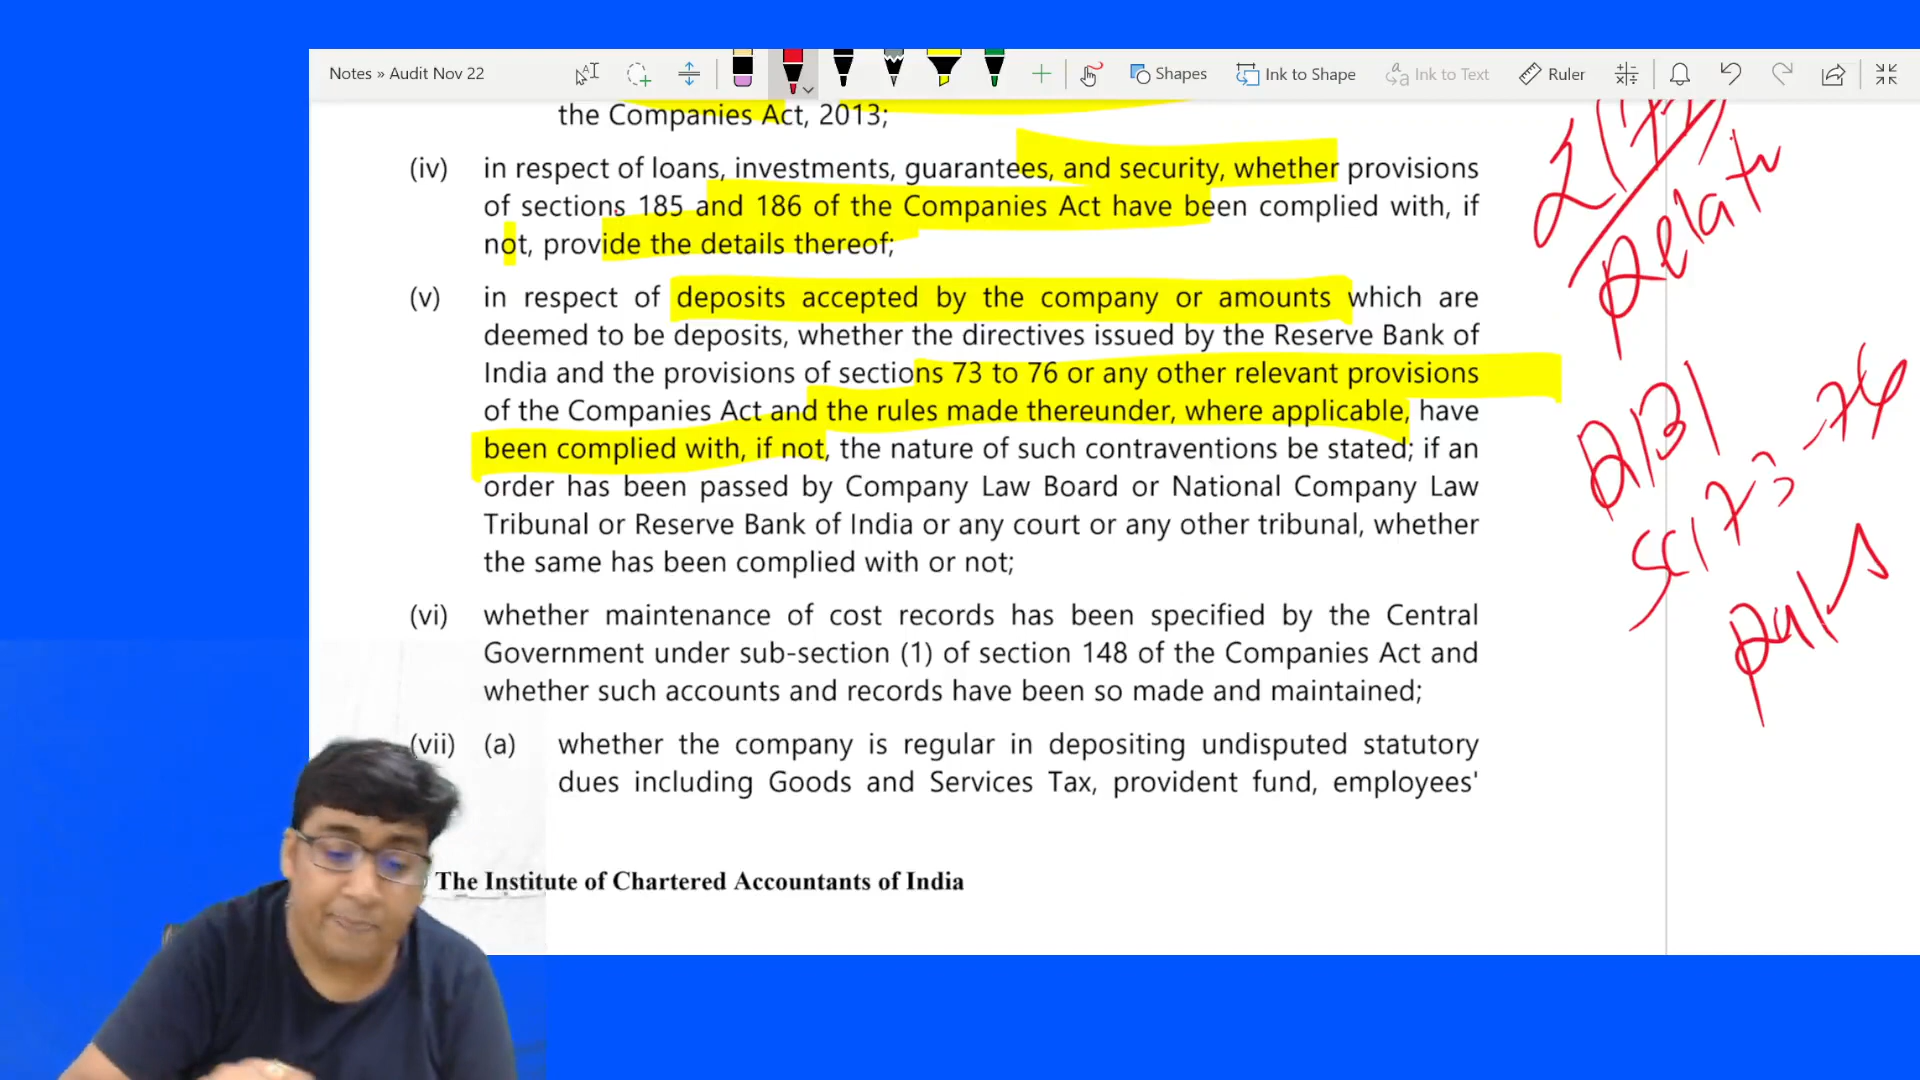 Notes » Audit Nov 22
Shapes
Ink to Shape
Ink to Text
Ruler
the Companies Act, 2013;
(iv) in respect of loans, investments, guarantees, and security, whether provisions
of sections 185 and 186 of the Companies Act have been complied with, if
not, provide the details thereof;
(v) in respect of deposits accepted by the company or amounts which are
deemed to be deposits, whether the directives issued by the Reserve Bank of
India and the provisions of sections 73 to 76 or any other relevant provisions
of the Companies Act and the rules made thereunder, where applicable, have
been complied with, if not, the nature of such contraventions be stated; if an
order has been passed by Company Law Board or National Company Law
Tribunal or Reserve Bank of India or any court or any other tribunal, whether
the same has been complied with or not;
(vi) whether maintenance of cost records has been specified by the Central
Government under sub-section (1) of section 148 of the Companies Act and
whether such accounts and records have been so made and maintained;
(vii) (a) whether the company is regular in depositing undisputed statutory
dues including Goods and Services Tax, provident fund, employees'
The Institute of Chartered Accountants of India
Relatv
RBI
Sec 73-76
Rules